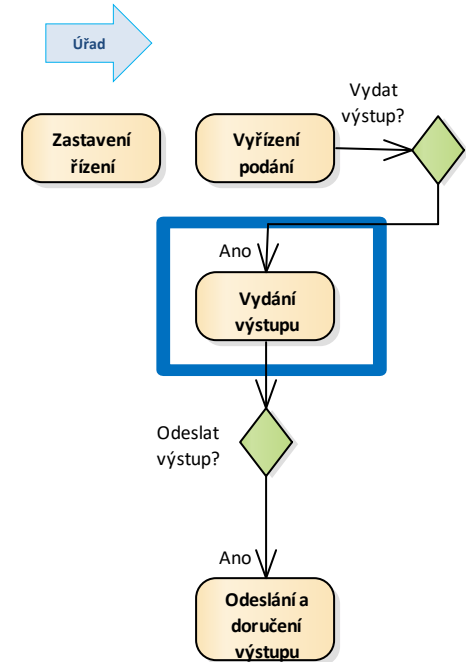 Úřad
Vydat
výstup?
Zastavení
řízení
Vyřízení
podání
Ano
Vydání
výstupu
Odeslat
výstup?
Ano
Odeslání a
doručení
výstupu